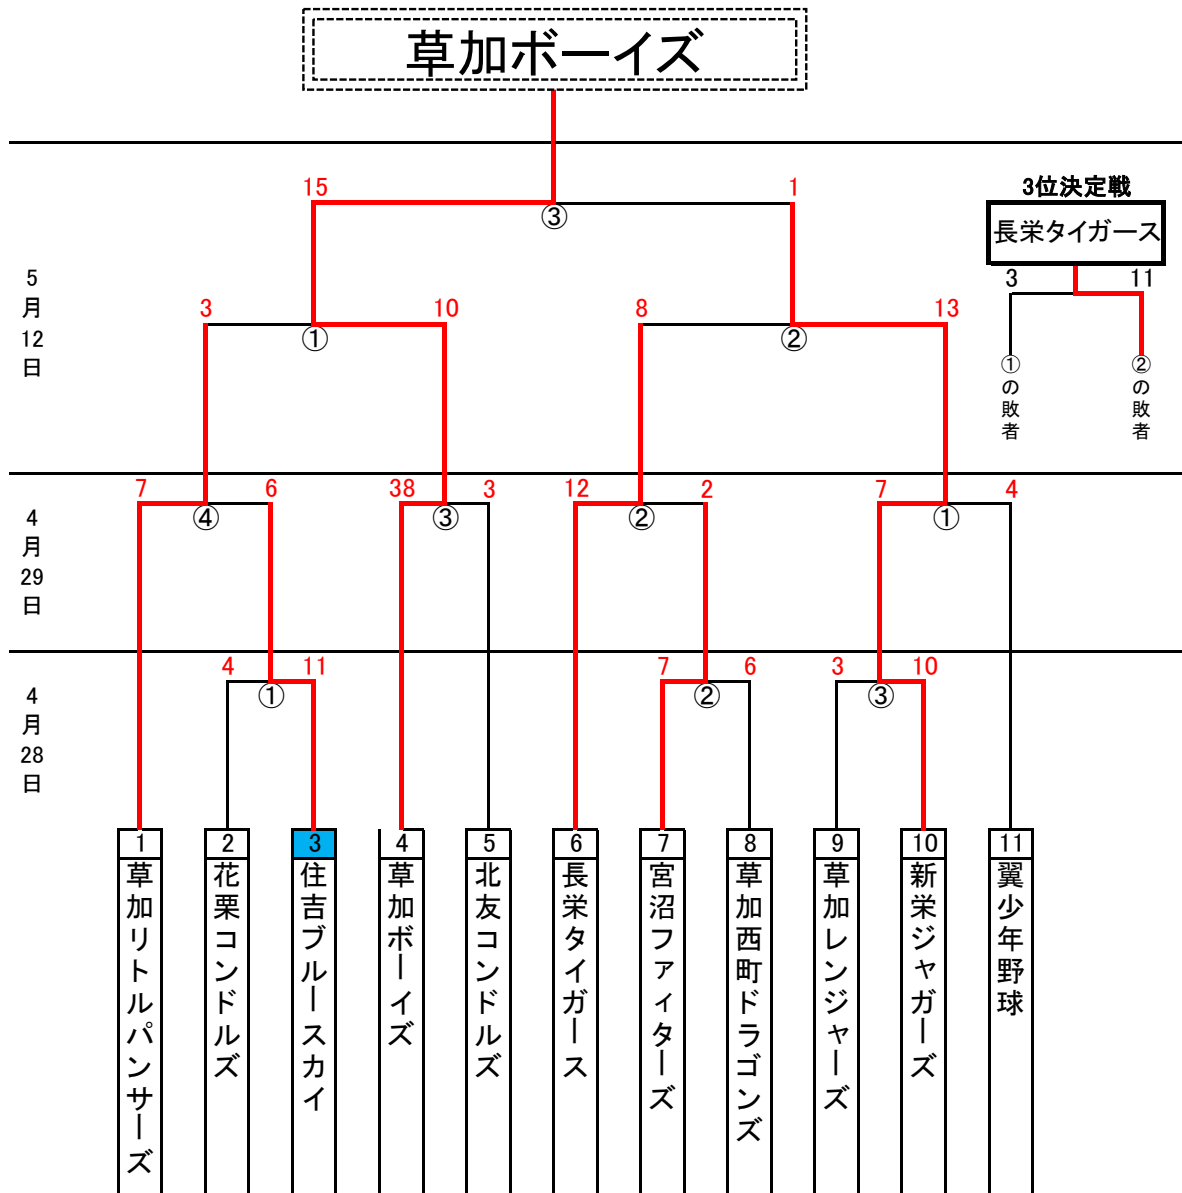 草加ボーイズ
15
1
③
3位決定戦
長栄タイガース
3
11
①の敗者
②の敗者
5月12日
3
10
①
8
13
②
4月29日
7
6
④
38
3
③
12
2
②
7
4
①
4月28日
4
11
①
7
6
②
3
10
③
1
草加リトルパンサーズ
2
花栗コンドルズ
3
住吉ブルースカイ
4
草加ボーイズ
5
北友コンドルズ
6
長栄タイガース
7
宮沼ファィターズ
8
草加西町ドラゴンズ
9
草加レンジャーズ
10
新栄ジャガーズ
11
翼少年野球